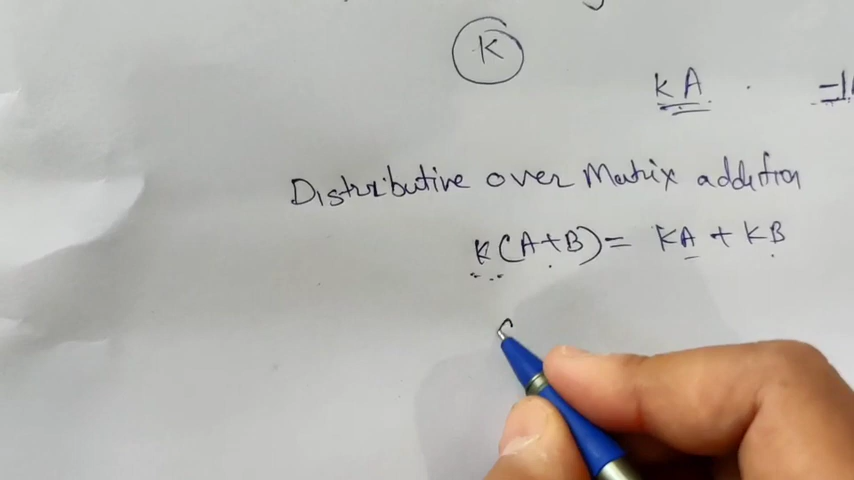 K
KA
Distributive over Matrix addition
K(A+B) = KA + KB